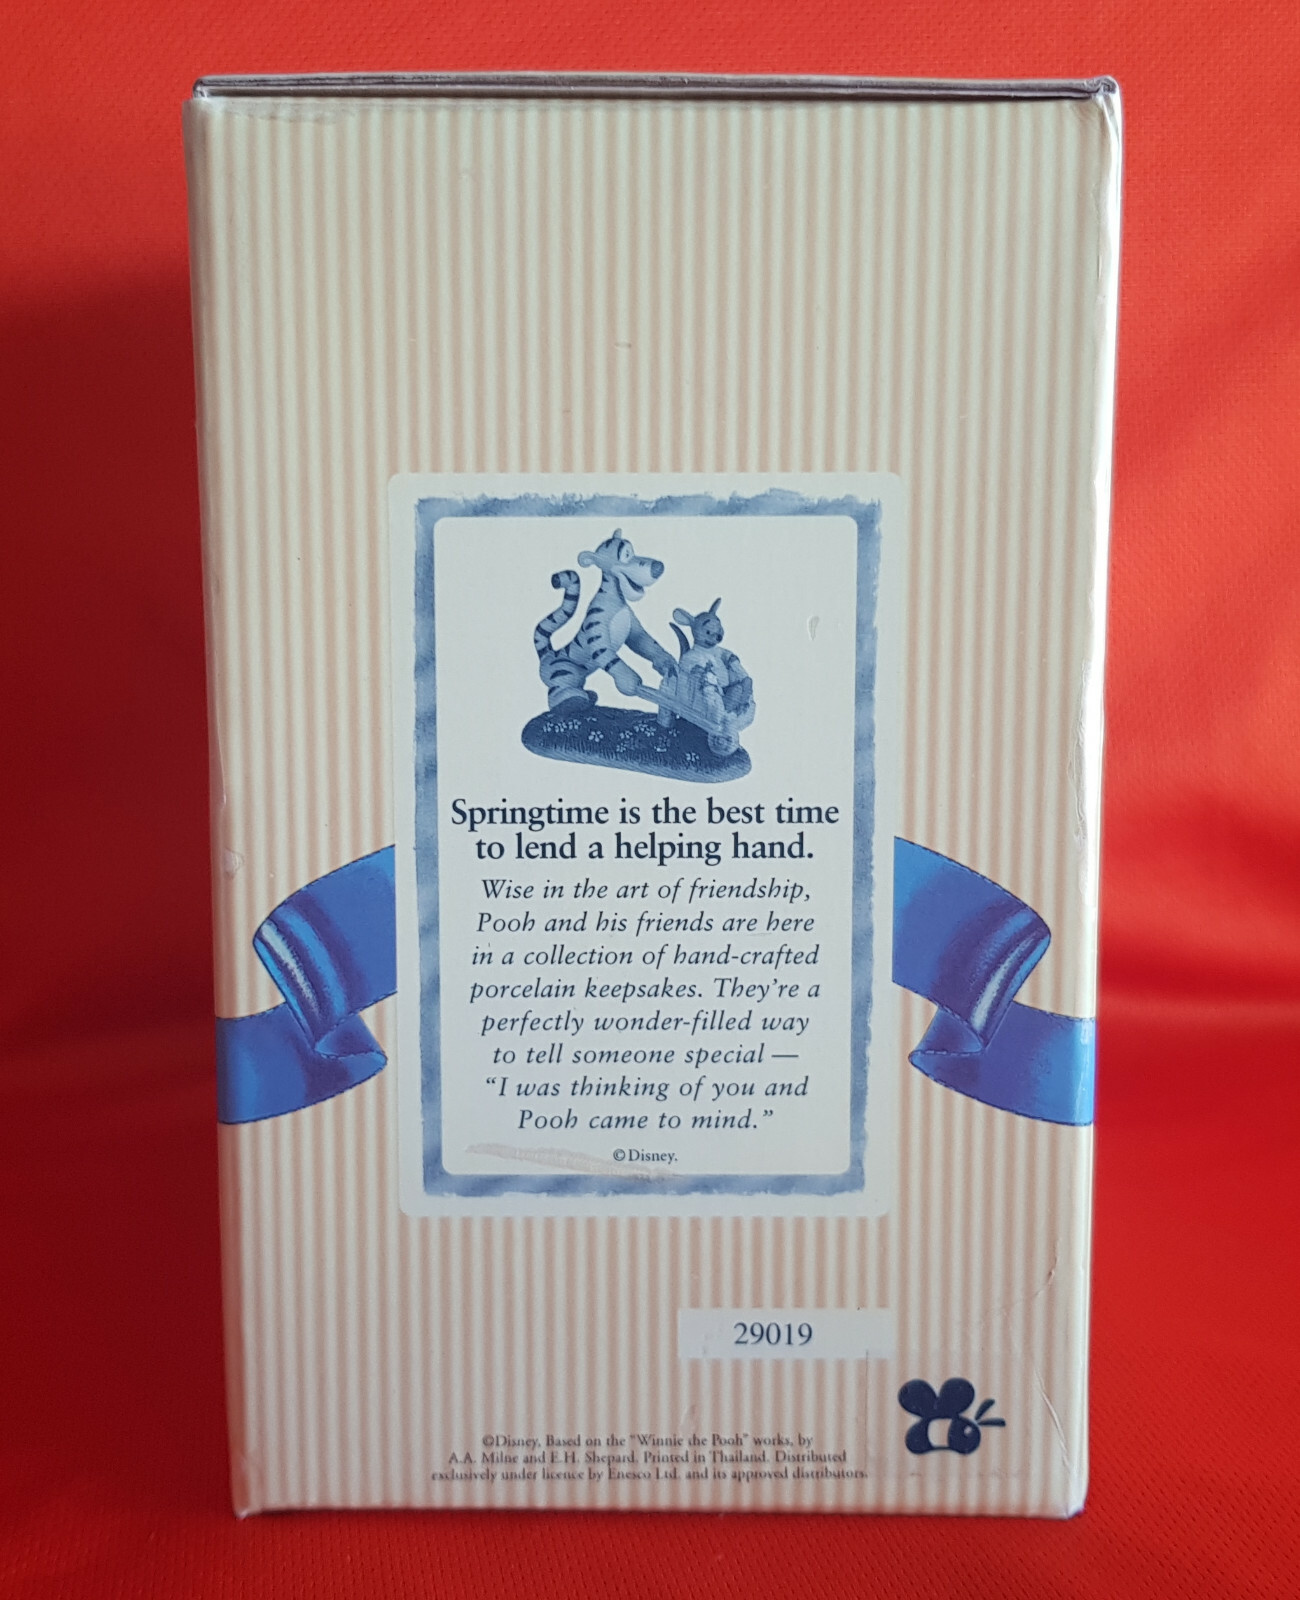 Springtime is the best time
to lend a helping hand.
Wise in the art of friendship,
Pooh and his friends are here
in a collection of hand-crafted
porcelain keepsakes. They're a
perfectly wonder-filled way
to tell someone special —
"I was thinking of you and
Pooh came to mind."
©Disney.
29019
©Disney. Based on the "Winnie the Pooh" works, by
A.A. Milne and E.H. Shepard. Printed in Thailand. Distributed
exclusively under licence by Enesco Ltd. and its approved distributors.